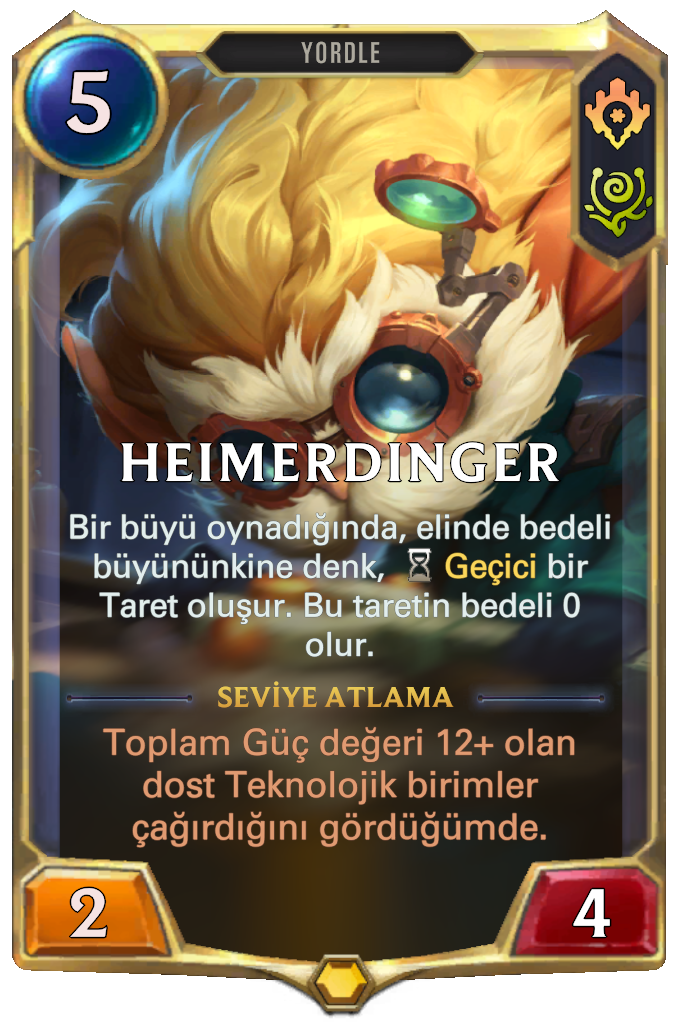 YORDLE
5
HEIMERDINGER
Bir büyü oynadığında, elinde bedeli
büyününkine denk, Geçici bir
Taret oluşur. Bu taretin bedeli 0
olur.
SEVİYE ATLAMA
Toplam Güç değeri 12+ olan
dost Teknolojik birimler
çağırdığını gördüğümde.
2
4